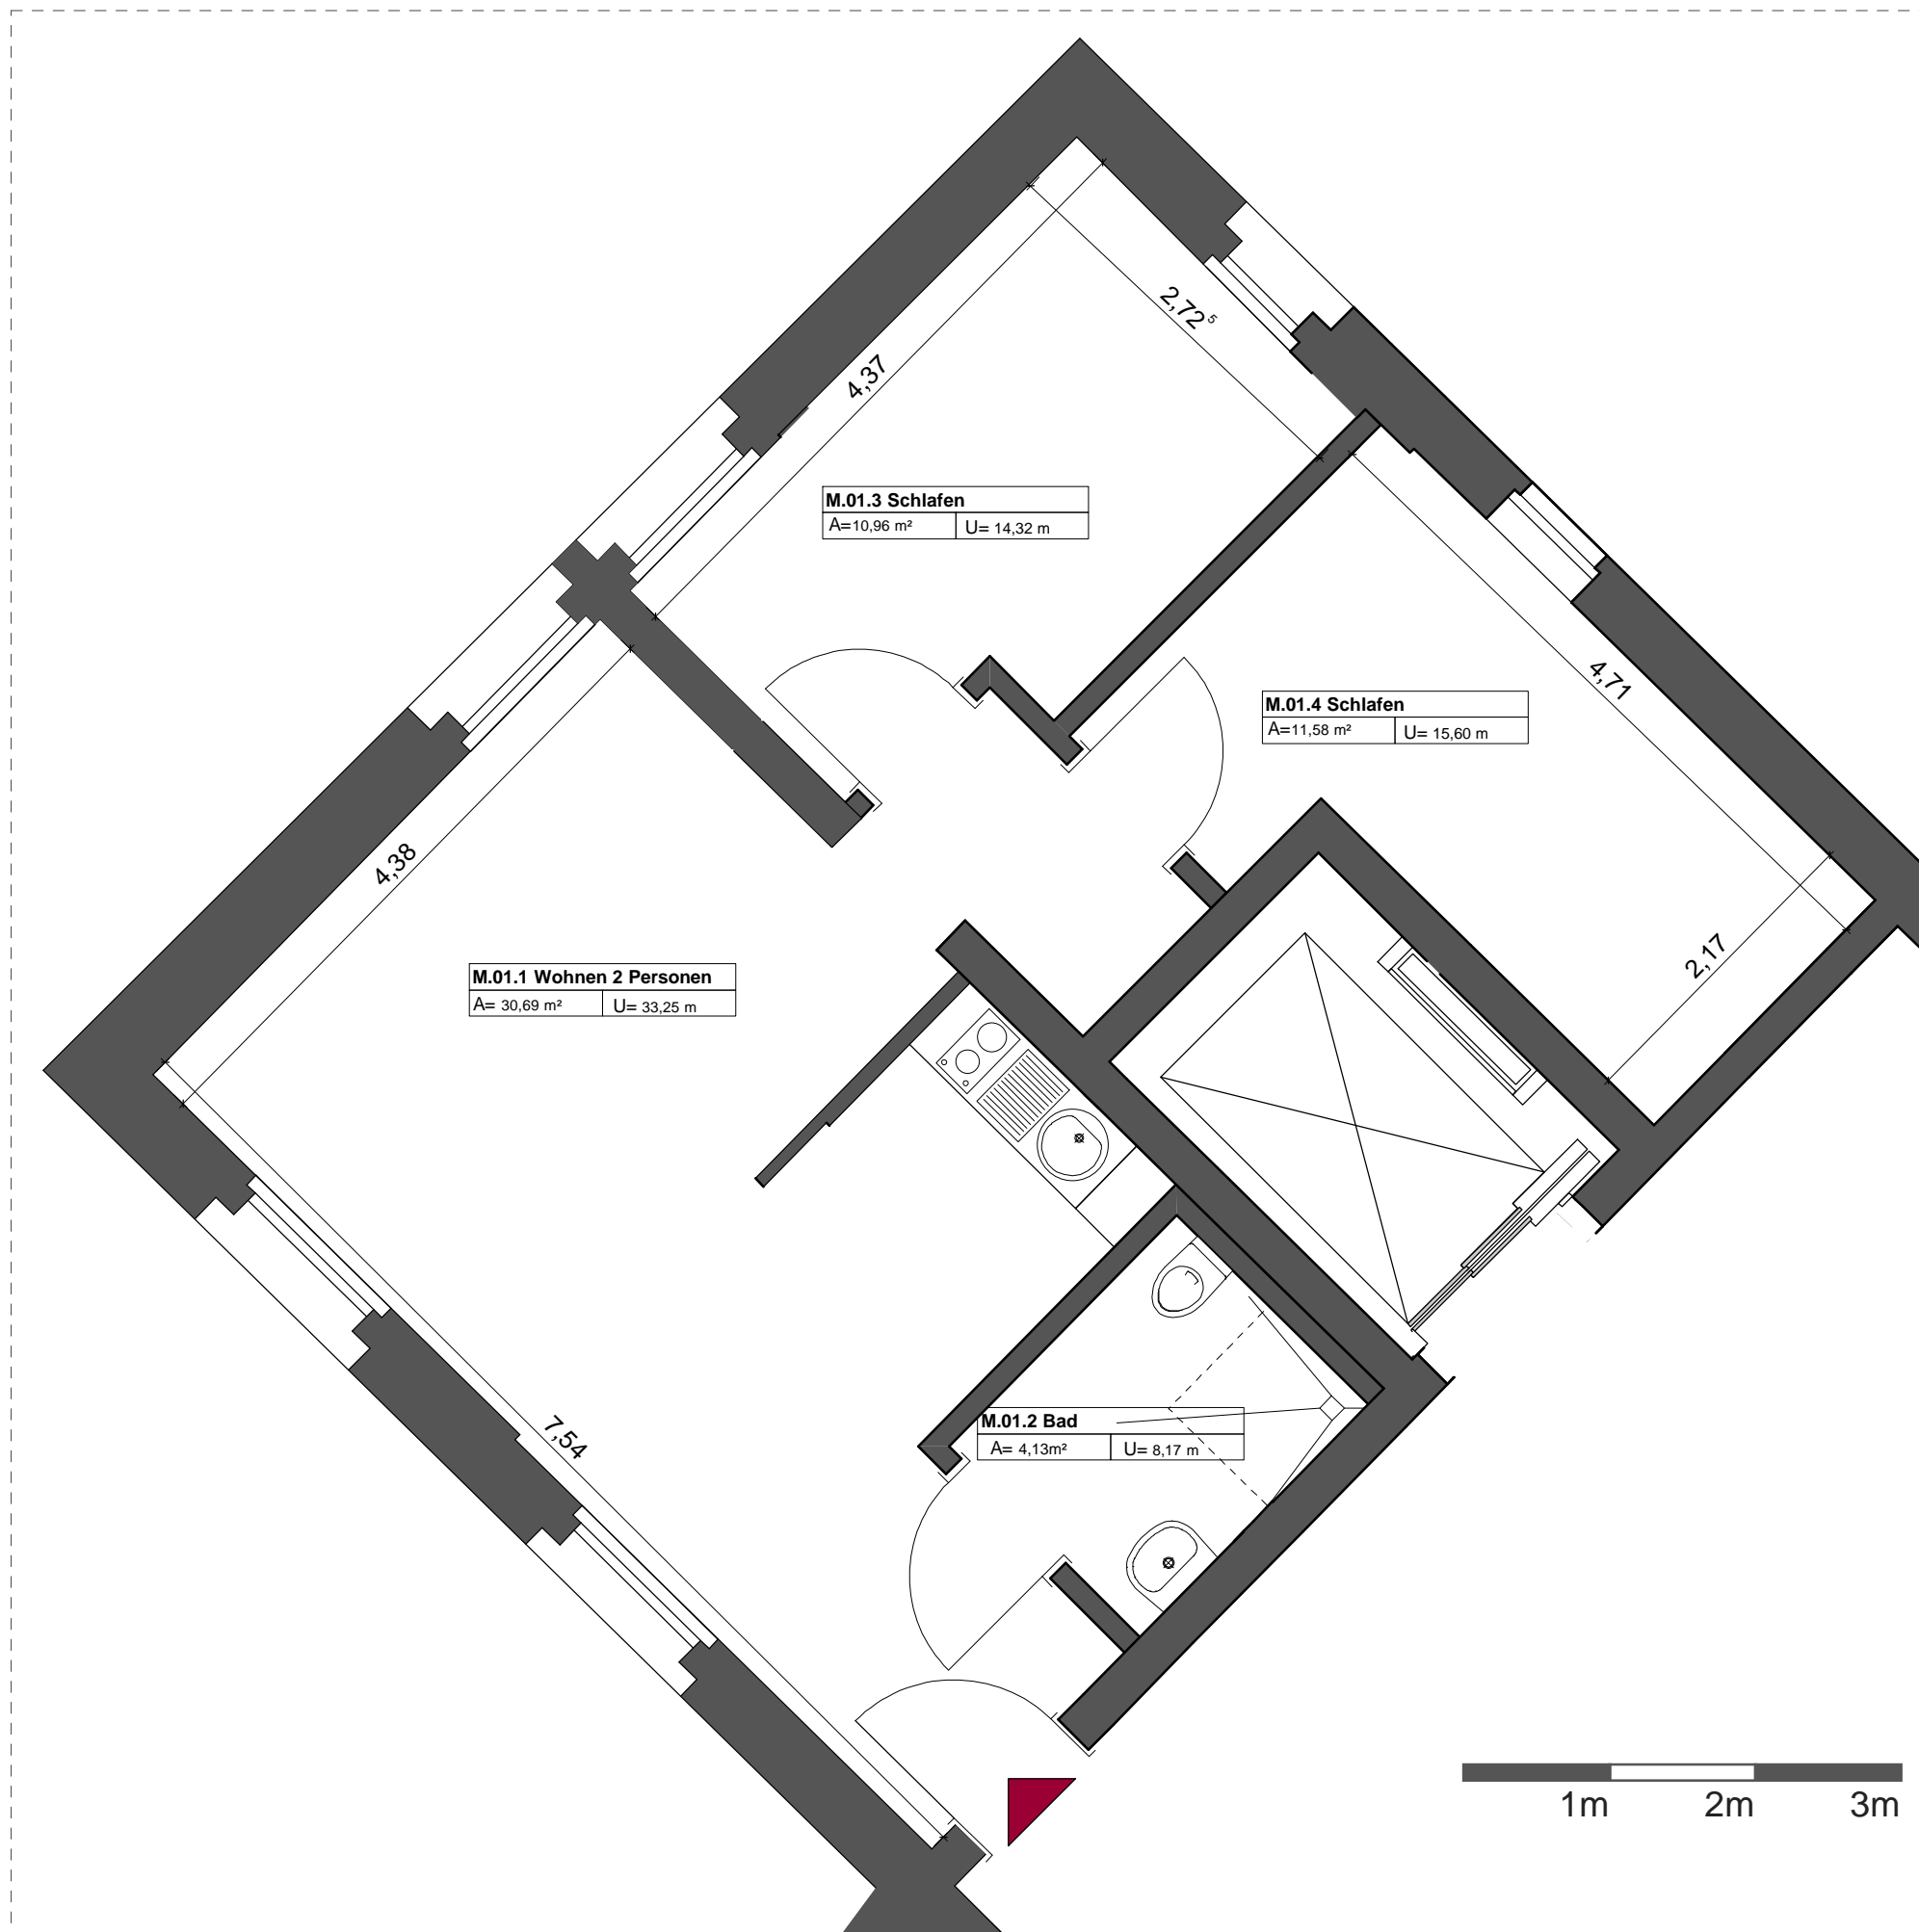 2,72⁵
4,37
M.01.3 Schlafen
A=10,96 m² U= 14,32 m
4,71
M.01.4 Schlafen
A=11,58 m² U= 15,60 m
4,38
2,17
M.01.1 Wohnen 2 Personen
A= 30,69 m² U= 33,25 m
7,54
M.01.2 Bad
A= 4,13m² U= 8,17 m
1m 2m 3m